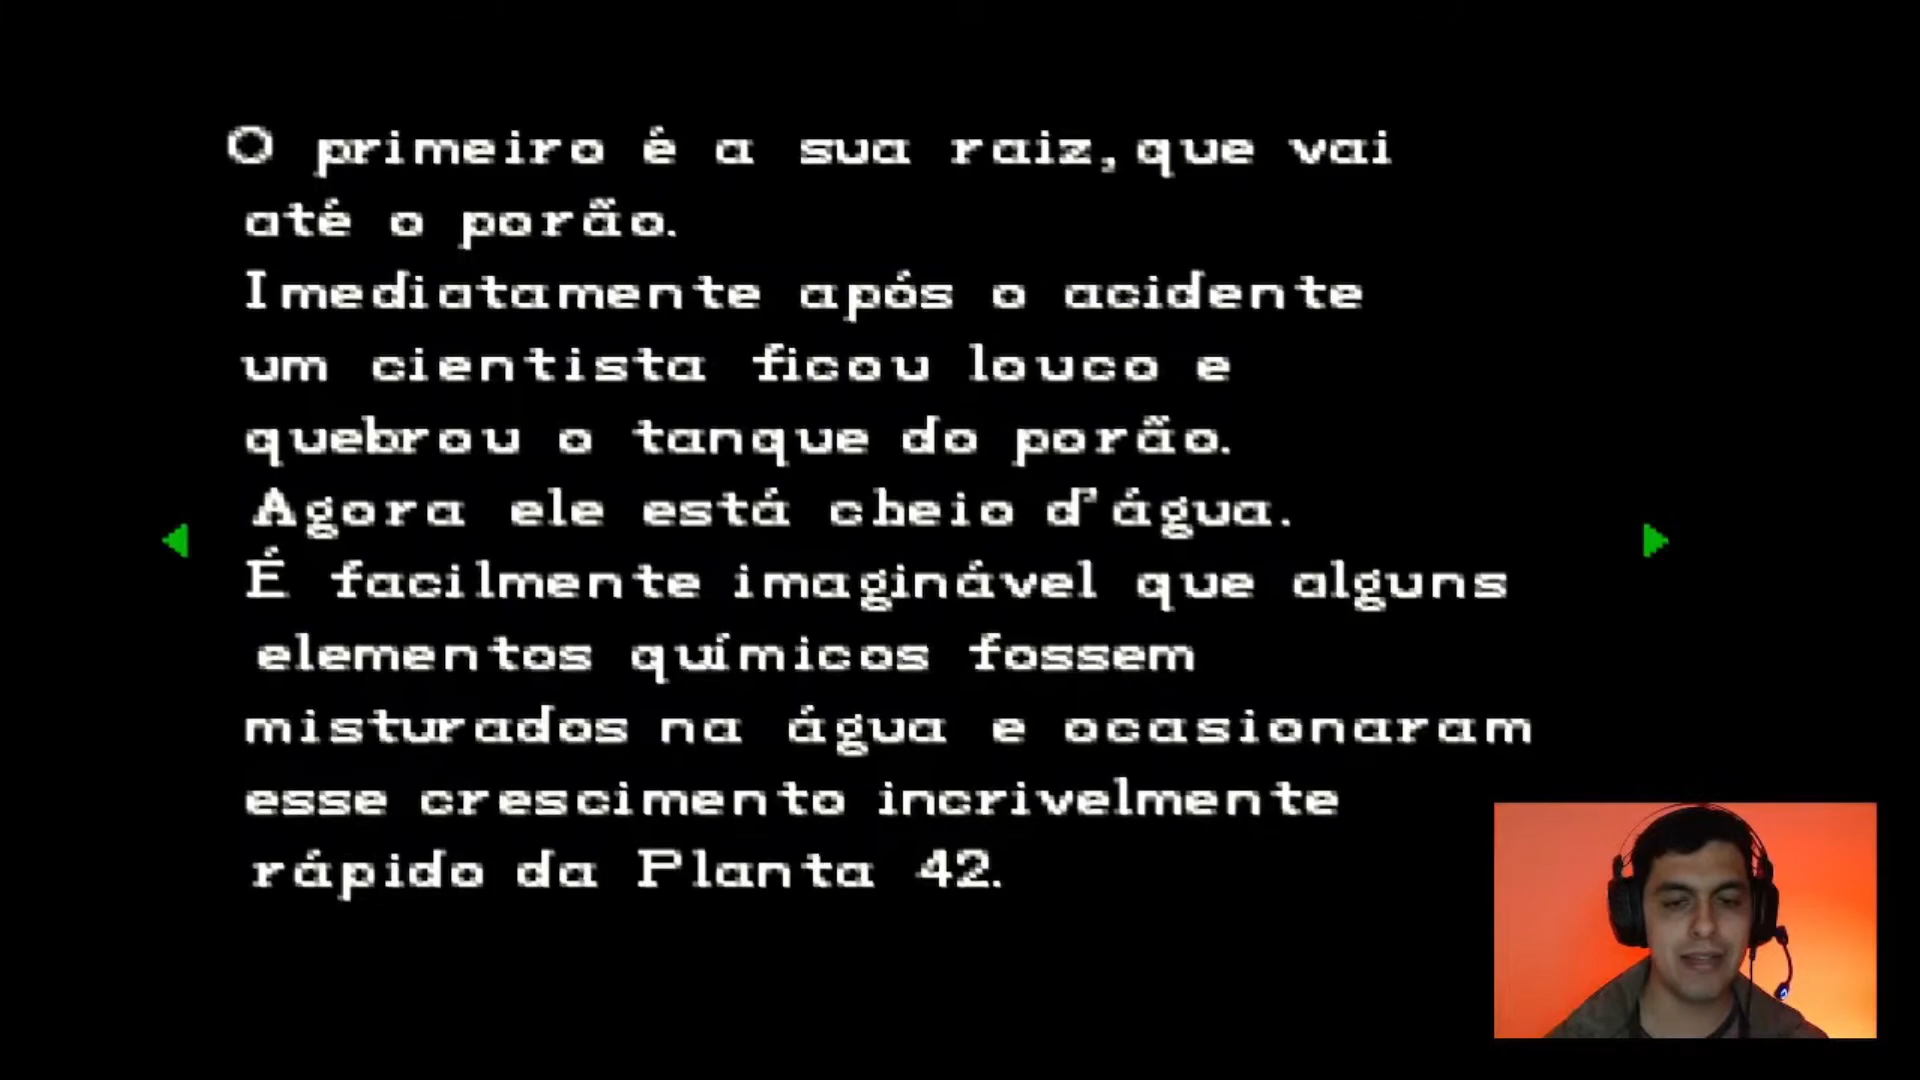 O primeiro é a sua raiz,que vai
até o porão.
Imediatamente após o acidente
um cientista ficou louco e
quebrou o tanque do porão.
Agora ele está cheio d'água.
É facilmente imaginável que alguns
elementos químicos fossem
misturados na água e ocasionaram
esse crescimento incrivelmente
rápido da Planta 42.